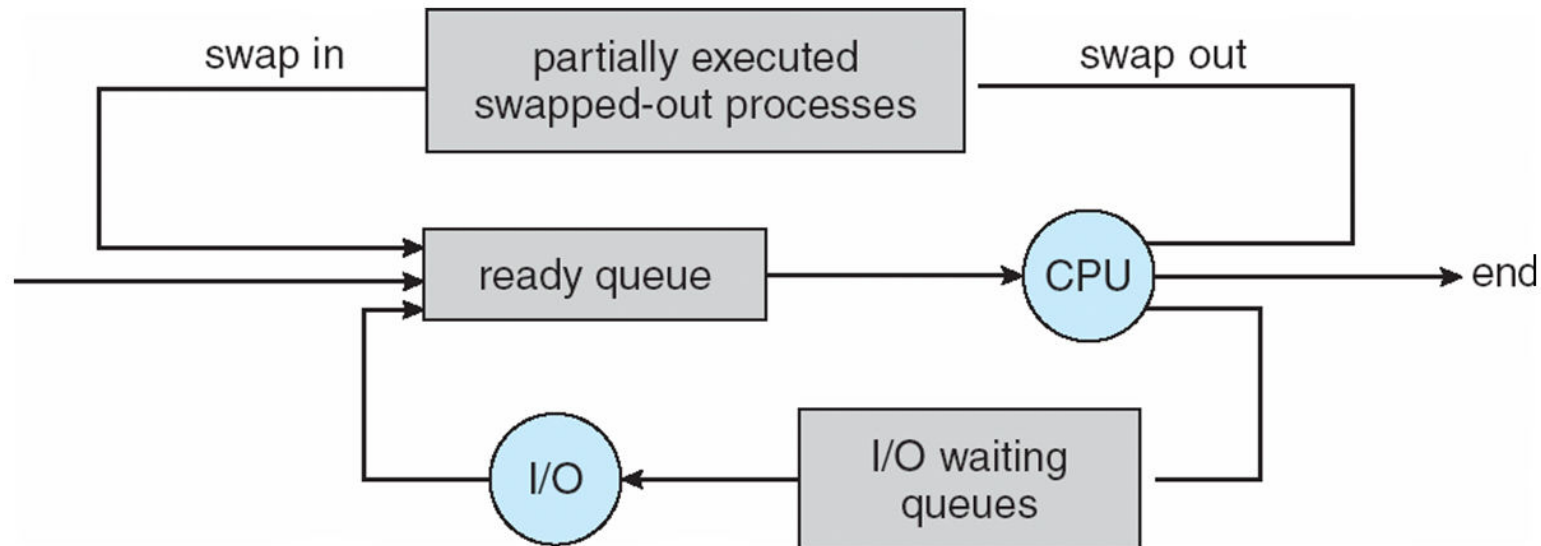 swap in
partially executed
swapped-out processes
swap out
ready queue
CPU
end
I/O
I/O waiting
queues